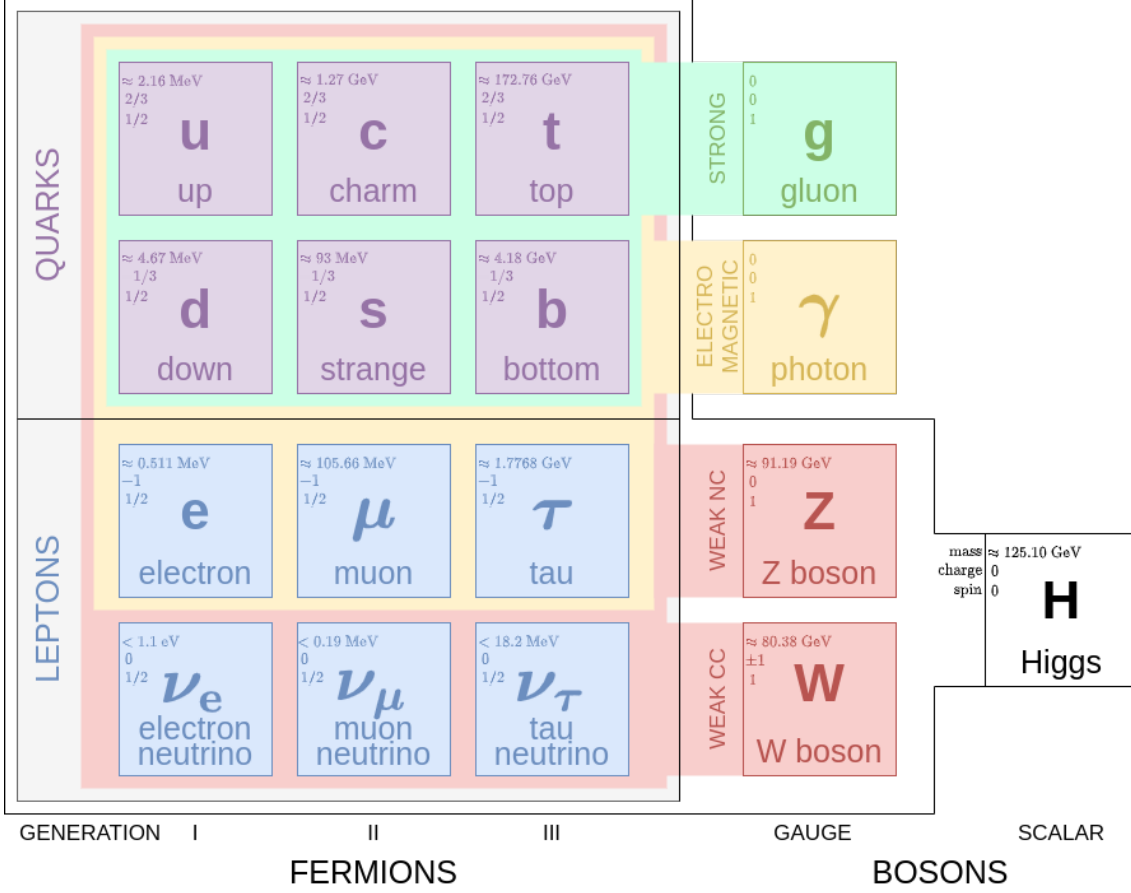 QUARKS
≈ 2.16 MeV
2/3
1/2
u
up
≈ 1.27 GeV
2/3
1/2
c
charm
≈ 172.76 GeV
2/3
1/2
t
top
STRONG
0
0
1
g
gluon
≈ 4.67 MeV
1/3
1/2
d
down
≈ 93 MeV
1/3
1/2
s
strange
≈ 4.18 GeV
1/3
1/2
b
bottom
ELECTRO
MAGNETIC
0
0
1
γ
photon
LEPTONS
≈ 0.511 MeV
−1
1/2
e
electron
≈ 105.66 MeV
−1
1/2
μ
muon
≈ 1.7768 GeV
−1
1/2
τ
tau
WEAK NC
≈ 91.19 GeV
0
1
Z
Z boson
mass ≈ 125.10 GeV
charge 0
spin 0
H
Higgs
< 1.1 eV
0
1/2
νe
electron
neutrino
< 0.19 MeV
0
1/2
νμ
muon
neutrino
< 18.2 MeV
0
1/2
ντ
tau
neutrino
WEAK CC
≈ 80.38 GeV
±1
1
W
W boson
GENERATION I II III GAUGE SCALAR
FERMIONS BOSONS